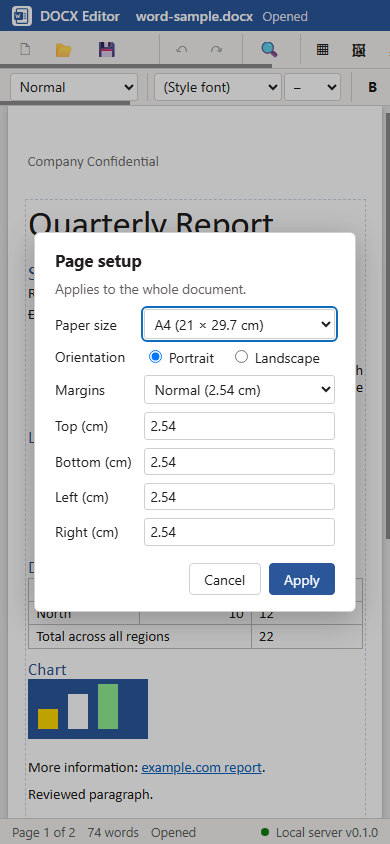 DOCX Editor word-sample.docx Opened
Normal (Style font) – B
Company Confidential
Quarterly Report
Page setup
Applies to the whole document.
Paper size A4 (21 × 29.7 cm)
Orientation Portrait Landscape
Margins Normal (2.54 cm)
Top (cm) 2.54
Bottom (cm) 2.54
Left (cm) 2.54
Right (cm) 2.54
Cancel Apply
North 10 12
Total across all regions 22
Chart
More information: example.com report.
Reviewed paragraph.
Page 1 of 2 74 words Opened Local server v0.1.0